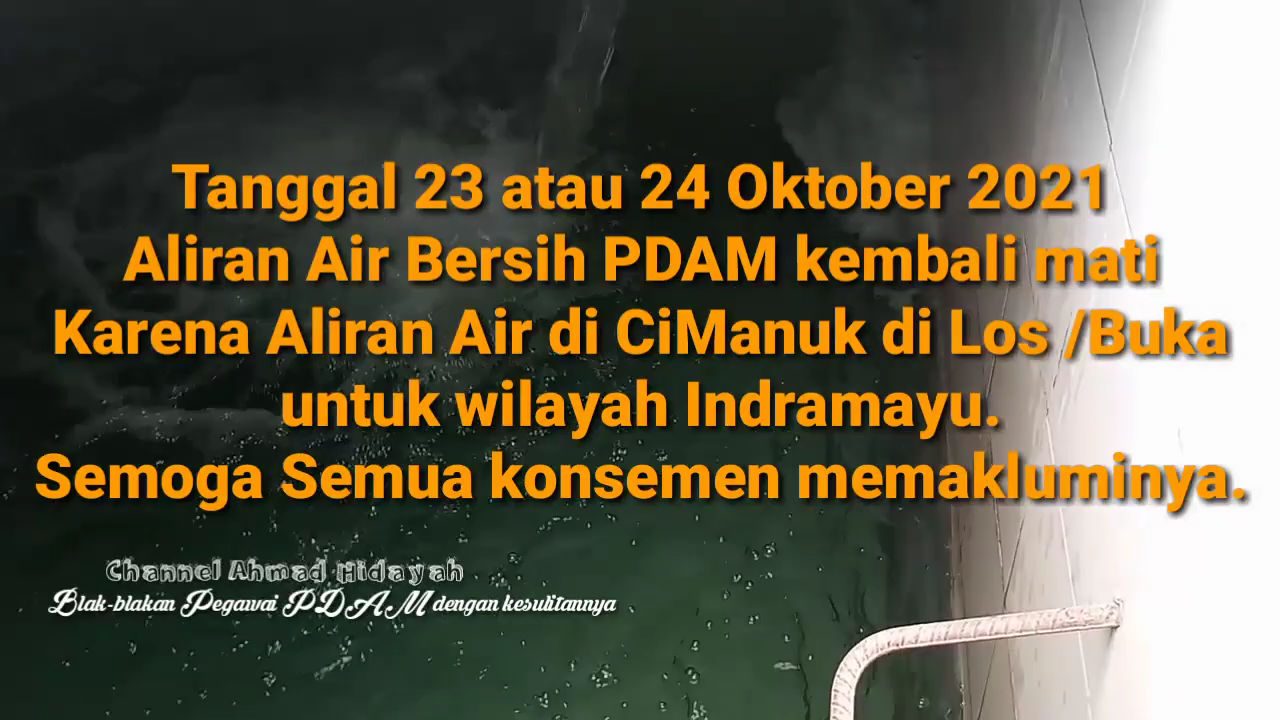 Tanggal 23 atau 24 Oktober 2021
Aliran Air Bersih PDAM kembali mati
Karena Aliran Air di CiManuk di Los /Buka
untuk wilayah Indramayu.
Semoga Semua konsemen memakluminya.
Channel Ahmad Hidayah
Blak-blakan Pegawai PDAM dengan kesulitannya